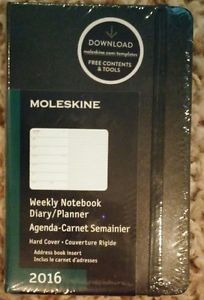 DOWNLOAD
moleskine.com/templates
FREE CONTENTS
& TOOLS
MOLESKINE
Weekly Notebook
Diary/Planner
Agenda-Carnet Semainier
Hard Cover • Couverture Rigide
Address book insert
Inclus le carnet d'adresses
2016